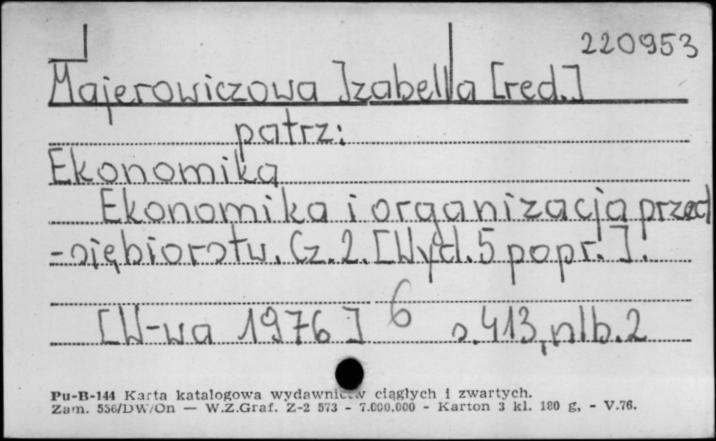 220953
Majerowiczowa Izabella [red.]
patrz:
Ekonomika
Ekonomika i organizacja przed
-siębiorstw. Cz. 2. [Wyd. 5 popr.].
6
[W-wa 1976] s. 413, nlb. 2
Pu-B-144 Karta katalogowa wydawnictw ciągłych i zwartych.
Zam. 556/DW/On — W.Z.Graf. Z-2 573 - 7.000.000 - Karton 3 kl. 180 g, - V.76.